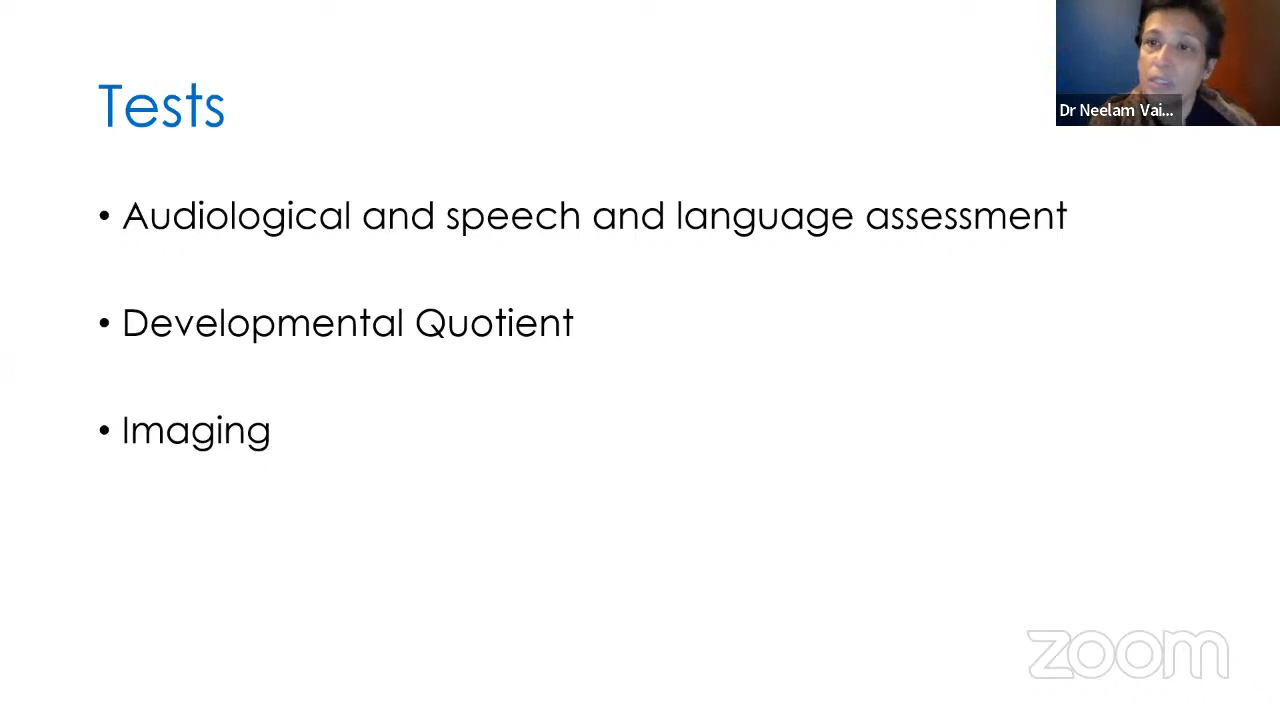 Tests
Dr Neelam Vai...
• Audiological and speech and language assessment
• Developmental Quotient
• Imaging
zoom